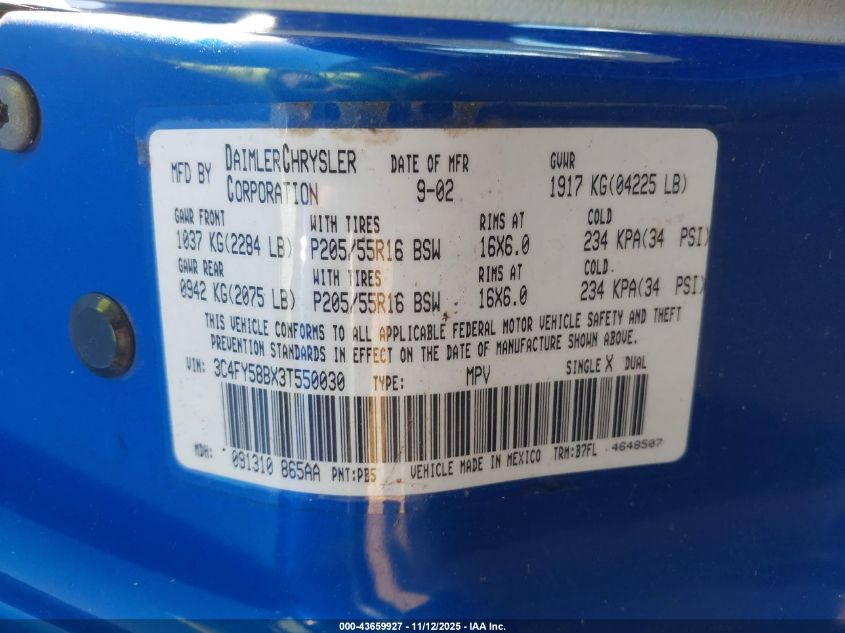 MFD BY DAIMLERCHRYSLER CORPORATION DATE OF MFR 9-02 GVWR 1917 KG(04225 LB)
GAWR FRONT WITH TIRES RIMS AT COLD
1037 KG(2284 LB) P205/55R16 BSW 16X6.0 234 KPA(34 PSI)
GAWR REAR WITH TIRES RIMS AT COLD.
0942 KG(2075 LB) P205/55R16 BSW 16X6.0 234 KPA(34 PSI)
THIS VEHICLE CONFORMS TO ALL APPLICABLE FEDERAL MOTOR VEHICLE SAFETY AND THEFT
PREVENTION STANDARDS IN EFFECT ON THE DATE OF MANUFACTURE SHOWN ABOVE.
VIN: 3C4FY58BX3T550030 TYPE: MPV SINGLE X DUAL
MDH: 091310 865AA PNT:PB5 VEHICLE MADE IN MEXICO TRM:B7FL 4648507
000-43659927 - 11/12/2025 - IAA Inc.